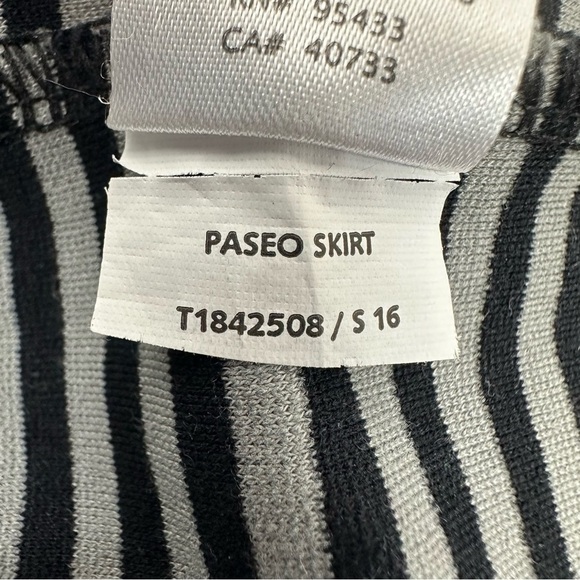 RN# 95433
CA# 40733
PASEO SKIRT
T1842508 / S 16